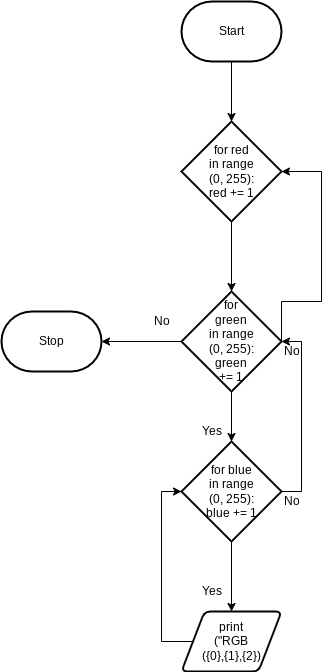 Start
for red
in range
(0, 255):
red += 1
for
green
in range
(0, 255):
green
+= 1
No
Stop
No
Yes
for blue
in range
(0, 255):
blue += 1
No
Yes
print
("RGB
({0},{1},{2})